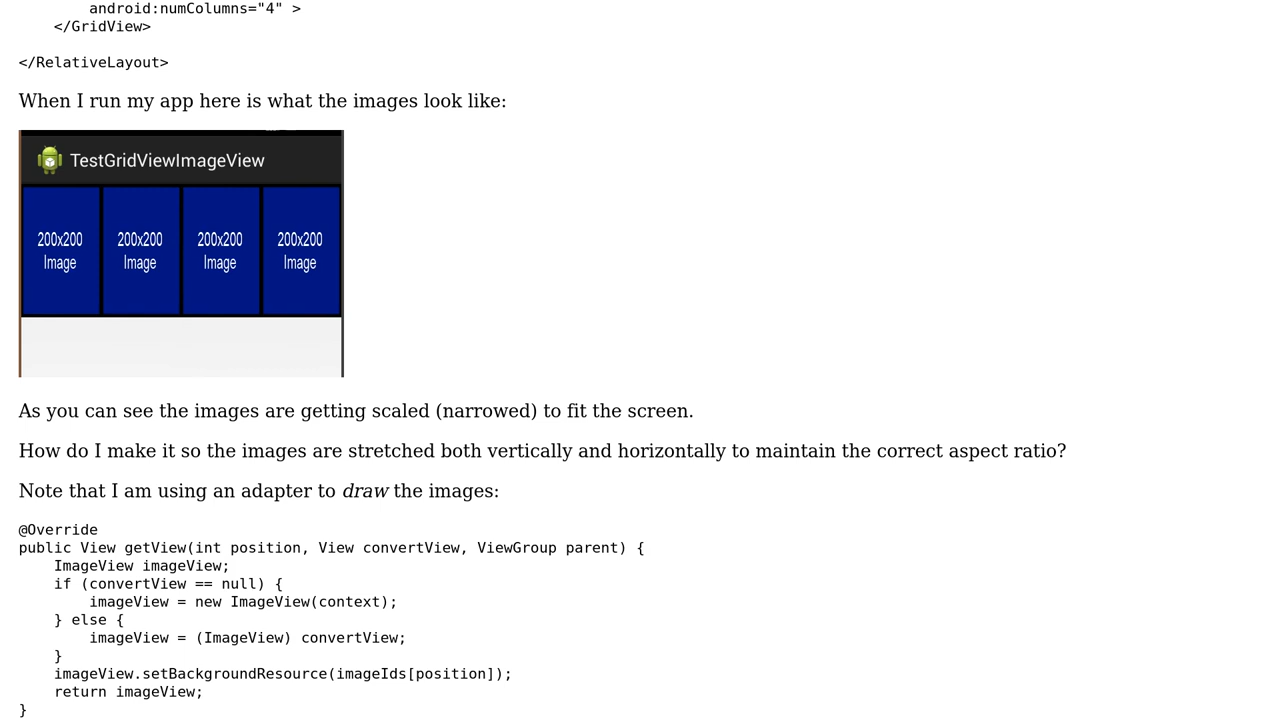 android:numColumns="4" >
    </GridView>

</RelativeLayout>
When I run my app here is what the images look like:
TestGridViewImageView
200x200 200x200 200x200 200x200
Image Image Image Image
As you can see the images are getting scaled (narrowed) to fit the screen.
How do I make it so the images are stretched both vertically and horizontally to maintain the correct aspect ratio?
Note that I am using an adapter to draw the images:
@Override
public View getView(int position, View convertView, ViewGroup parent) {
    ImageView imageView;
    if (convertView == null) {
        imageView = new ImageView(context);
    } else {
        imageView = (ImageView) convertView;
    }
    imageView.setBackgroundResource(imageIds[position]);
    return imageView;
}